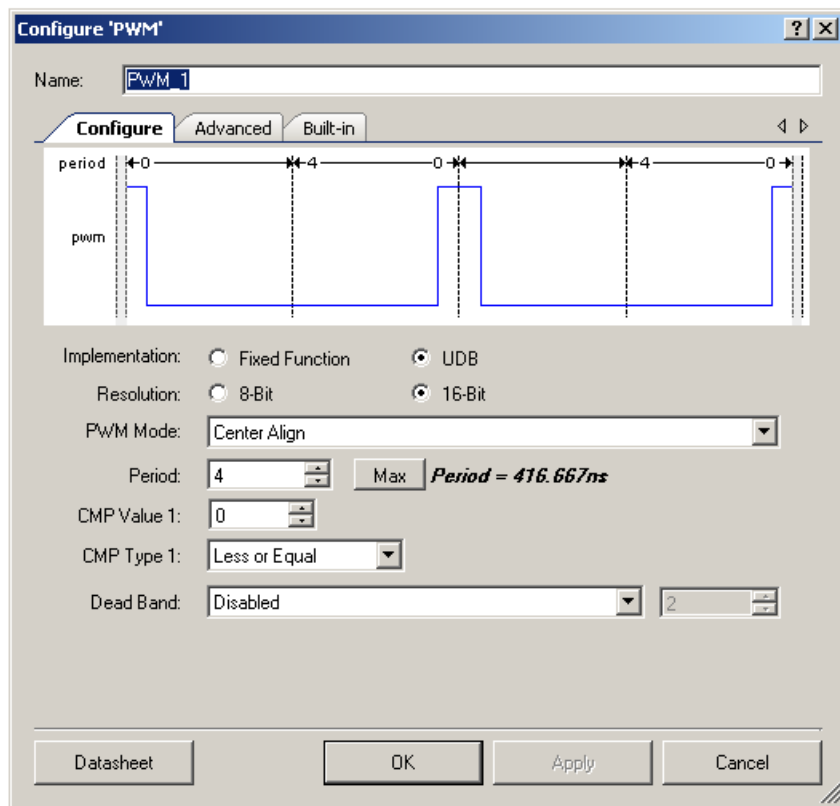 Configure 'PWM'
Name: PWM_1
Configure Advanced Built-in
period 0 4 0 4 0
pwm
Implementation: Fixed Function UDB
Resolution: 8-Bit 16-Bit
PWM Mode: Center Align
Period: 4 Max Period = 416.667ns
CMP Value 1: 0
CMP Type 1: Less or Equal
Dead Band: Disabled 2
Datasheet OK Apply Cancel